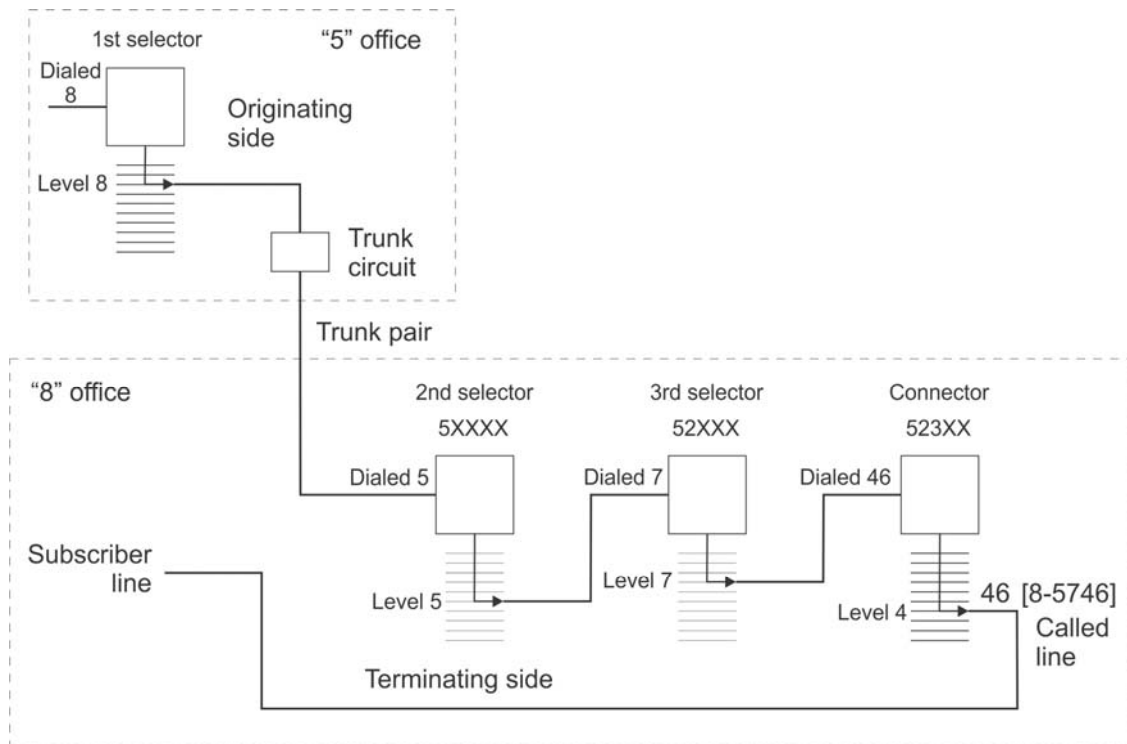 “5” office
1st selector
Dialed
8
Originating
side
Level 8
Trunk
circuit
Trunk pair
“8” office
2nd selector
5XXXX
3rd selector
52XXX
Connector
523XX
Dialed 5
Dialed 7
Dialed 46
Subscriber
line
Level 5
Level 7
Level 4
46 [8-5746]
Called
line
Terminating side